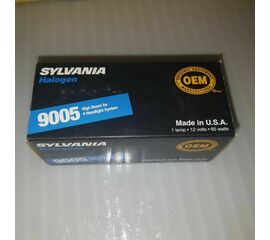 SYLVANIA
Halogen
9005
High Beam for
4 Headlight System
OEM
Made in U.S.A.
1 lamp • 12 volts • 65 watts
9005
OEM